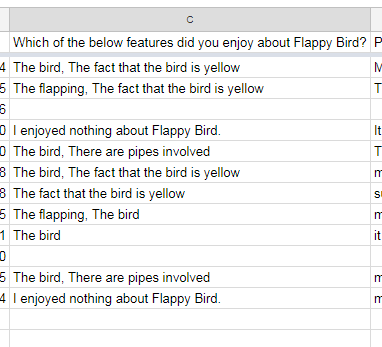 C
Which of the below features did you enjoy about Flappy Bird? P
4 The bird, The fact that the bird is yellow M
5 The flapping, The fact that the bird is yellow T
6
0 I enjoyed nothing about Flappy Bird. It
0 The bird, There are pipes involved T
8 The bird, The fact that the bird is yellow m
8 The fact that the bird is yellow su
5 The flapping, The bird m
1 The bird it
0
5 The bird, There are pipes involved m
4 I enjoyed nothing about Flappy Bird. m